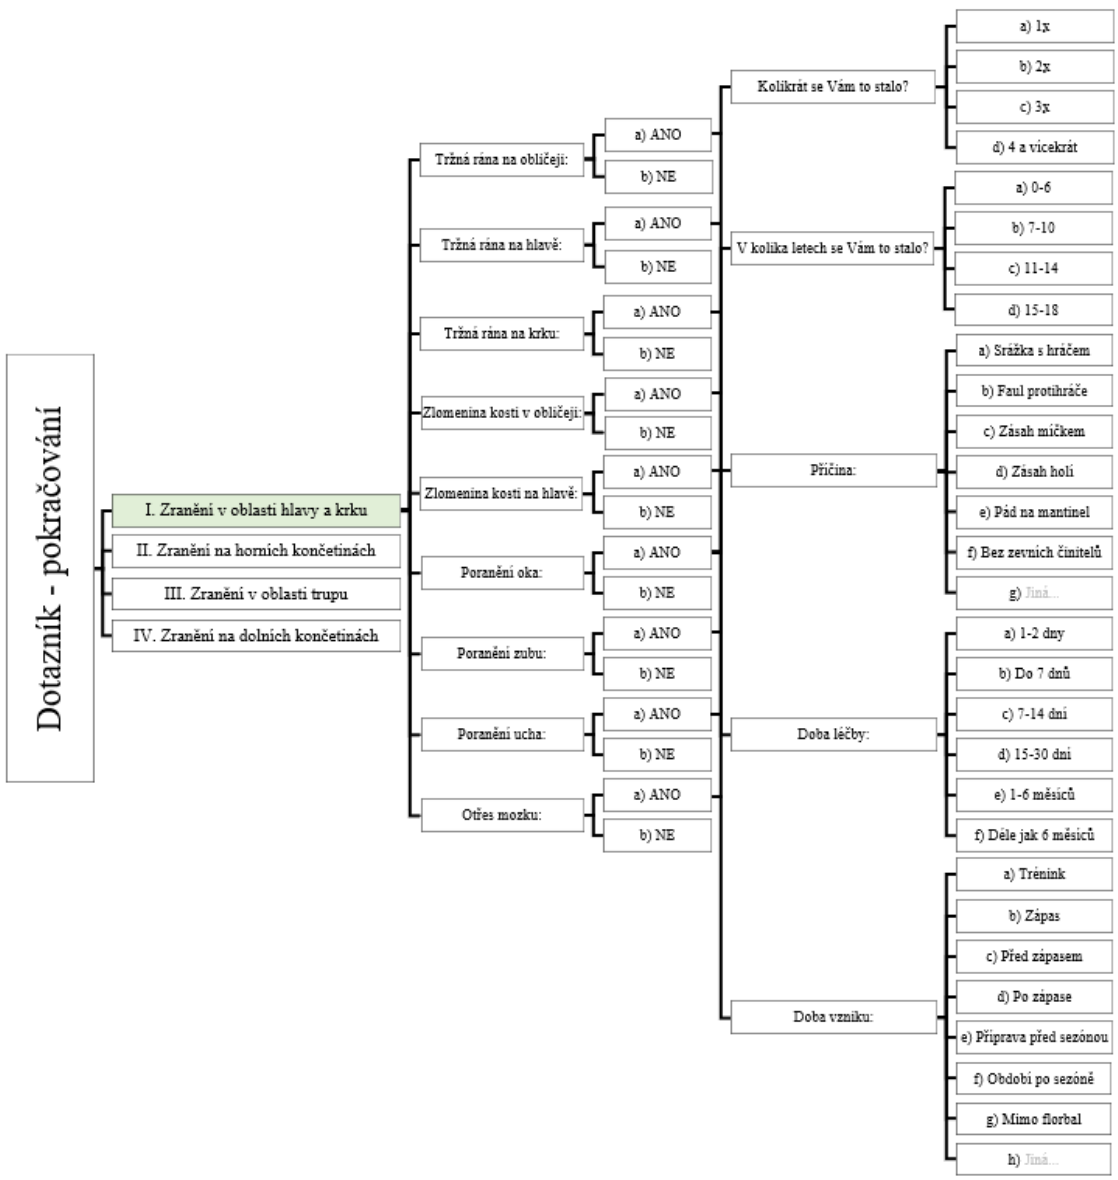 Dotazník - pokračování
I. Zranění v oblasti hlavy a krku
II. Zranění na horních končetinách
III. Zranění v oblasti trupu
IV. Zranění na dolních končetinách
Tržná rána na obličeji:
a) ANO
b) NE
Tržná rána na hlavě:
a) ANO
b) NE
Tržná rána na krku:
a) ANO
b) NE
Zlomenina kosti v obličeji:
a) ANO
b) NE
Zlomenina kosti na hlavě:
a) ANO
b) NE
Poranění oka:
a) ANO
b) NE
Poranění zubu:
a) ANO
b) NE
Poranění ucha:
a) ANO
b) NE
Otřes mozku:
a) ANO
b) NE
Kolikrát se Vám to stalo?
a) 1x
b) 2x
c) 3x
d) 4 a vícekrát
V kolika letech se Vám to stalo?
a) 0-6
b) 7-10
c) 11-14
d) 15-18
Příčina:
a) Srážka s hráčem
b) Faul protihráče
c) Zásah míčkem
d) Zásah holí
e) Pád na mantinel
f) Bez zevních činitelů
g) Jiná...
Doba léčby:
a) 1-2 dny
b) Do 7 dnů
c) 7-14 dní
d) 15-30 dní
e) 1-6 měsíců
f) Déle jak 6 měsíců
Doba vzniku:
a) Trénink
b) Zápas
c) Před zápasem
d) Po zápase
e) Příprava před sezónou
f) Období po sezóně
g) Mimo florbal
h) Jiná...